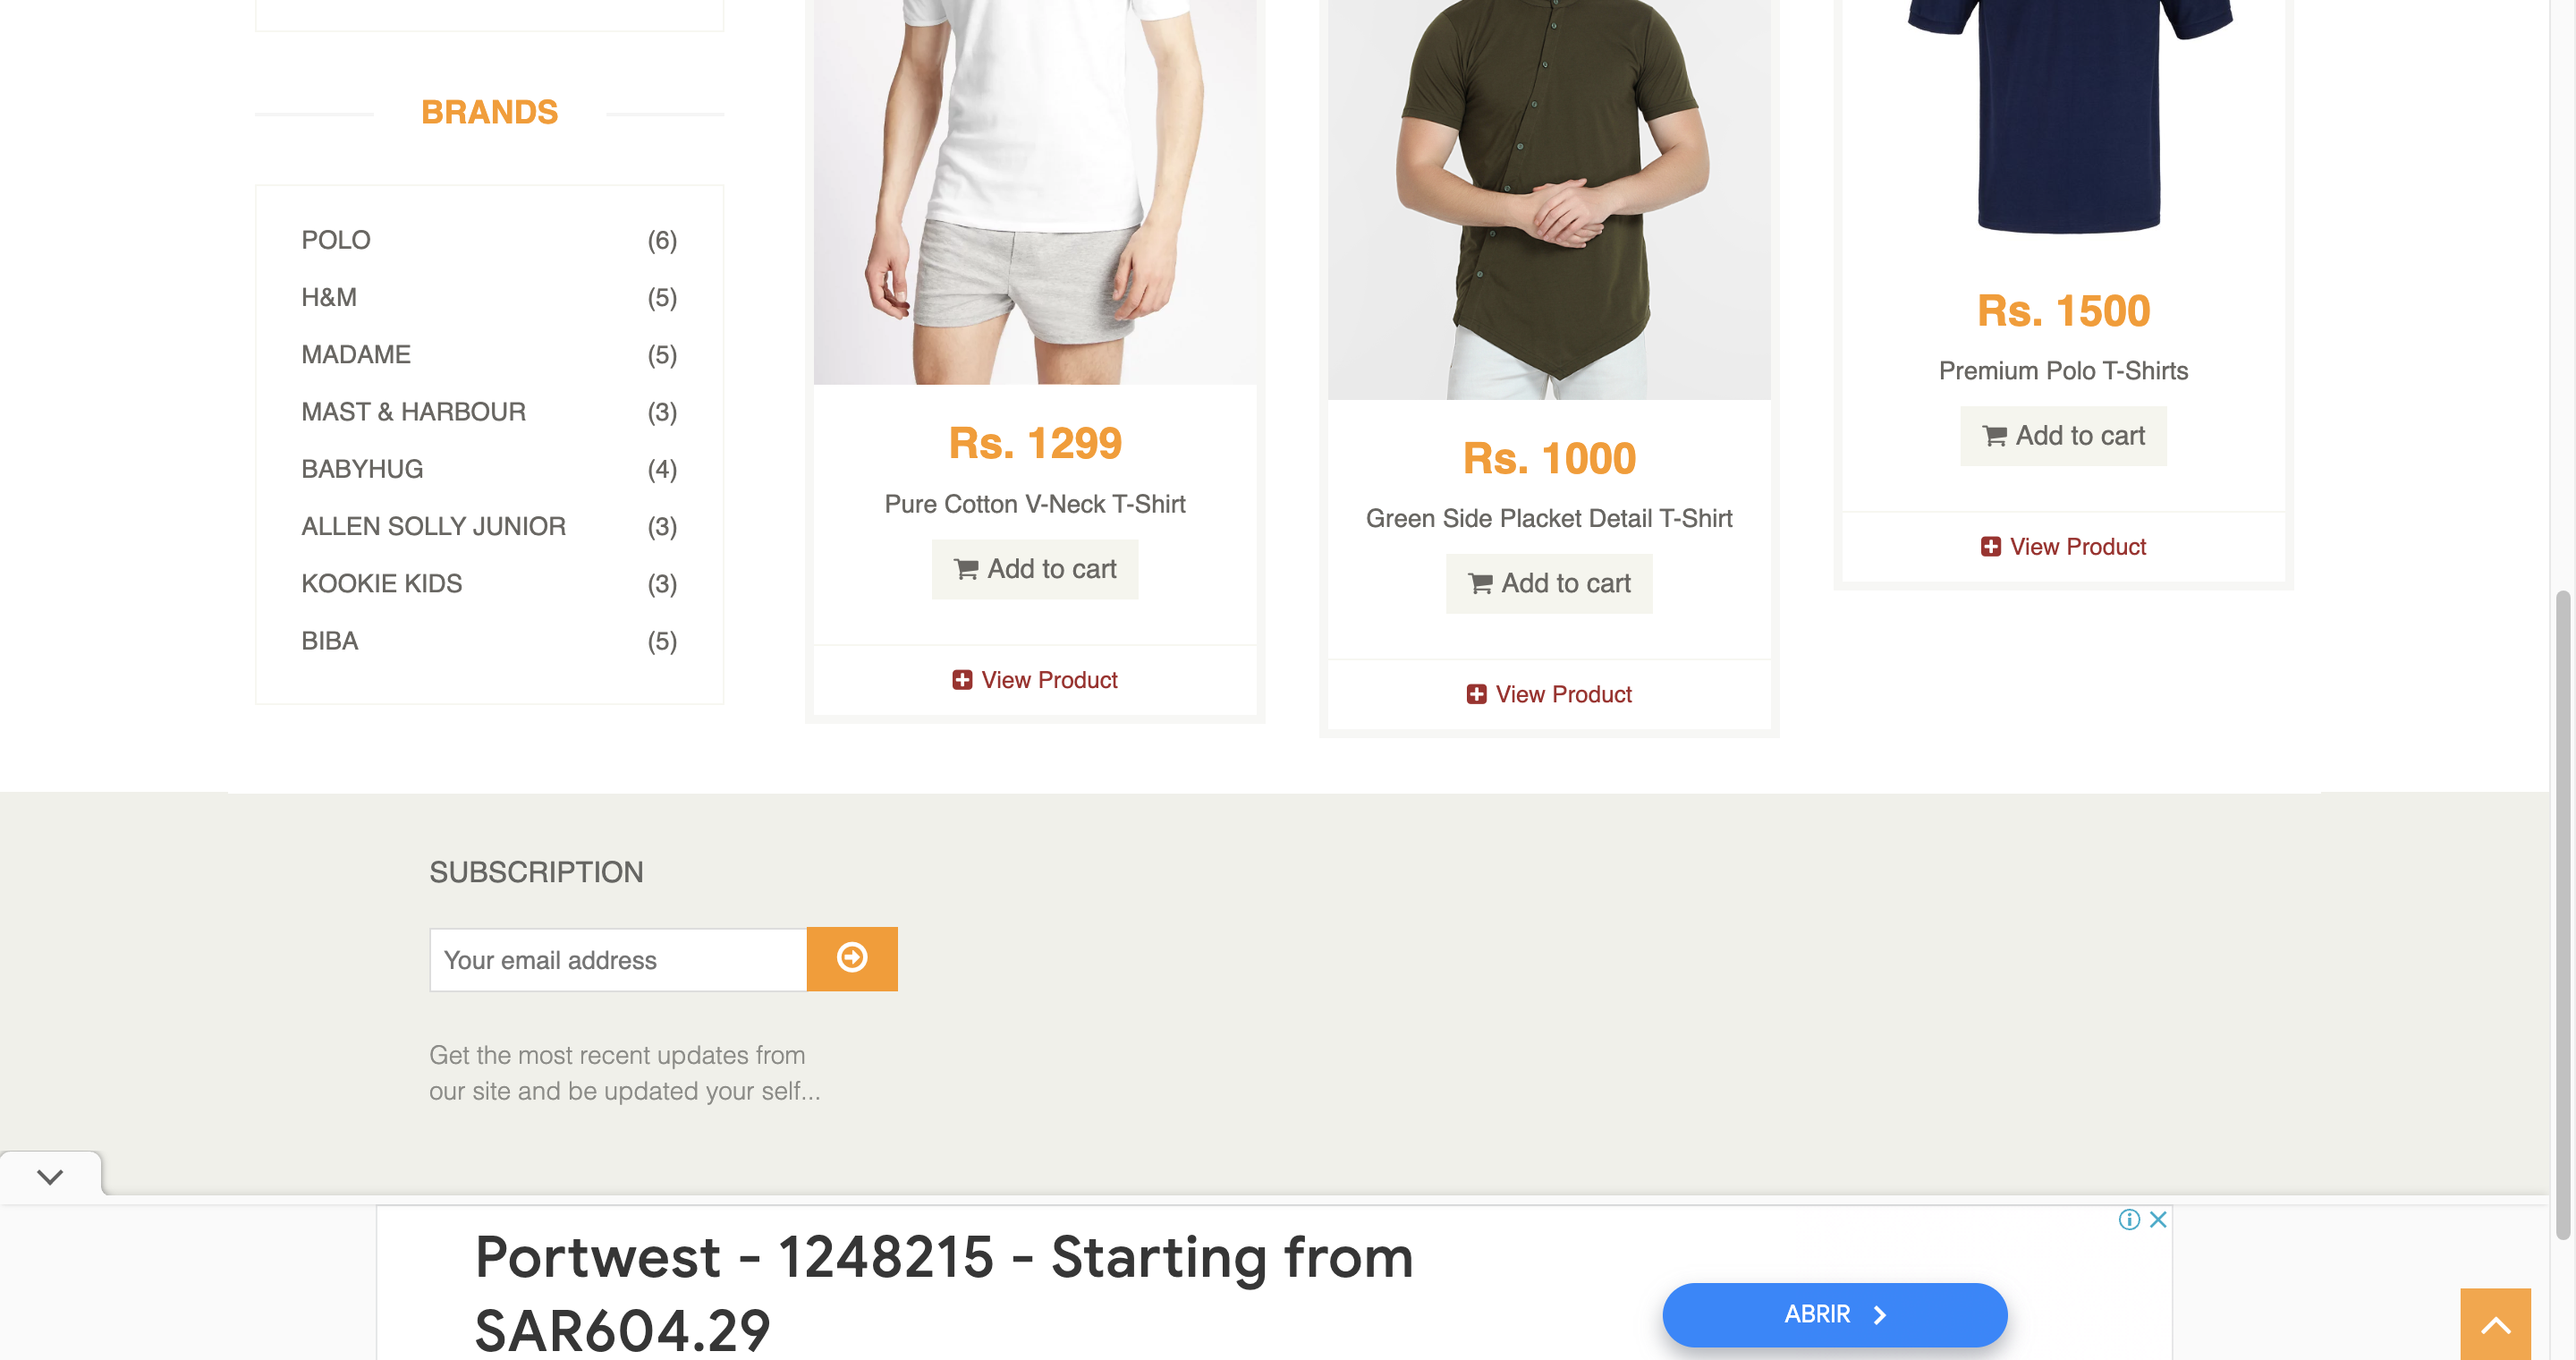 BRANDS
POLO (6)
H&M (5)
MADAME (5)
MAST & HARBOUR (3)
BABYHUG (4)
ALLEN SOLLY JUNIOR (3)
KOOKIE KIDS (3)
BIBA (5)
Rs. 1299
Pure Cotton V-Neck T-Shirt
Add to cart
View Product
Rs. 1000
Green Side Placket Detail T-Shirt
Add to cart
View Product
Rs. 1500
Premium Polo T-Shirts
Add to cart
View Product
SUBSCRIPTION
Your email address
Get the most recent updates from
our site and be updated your self...
Portwest - 1248215 - Starting from
SAR604.29
ABRIR